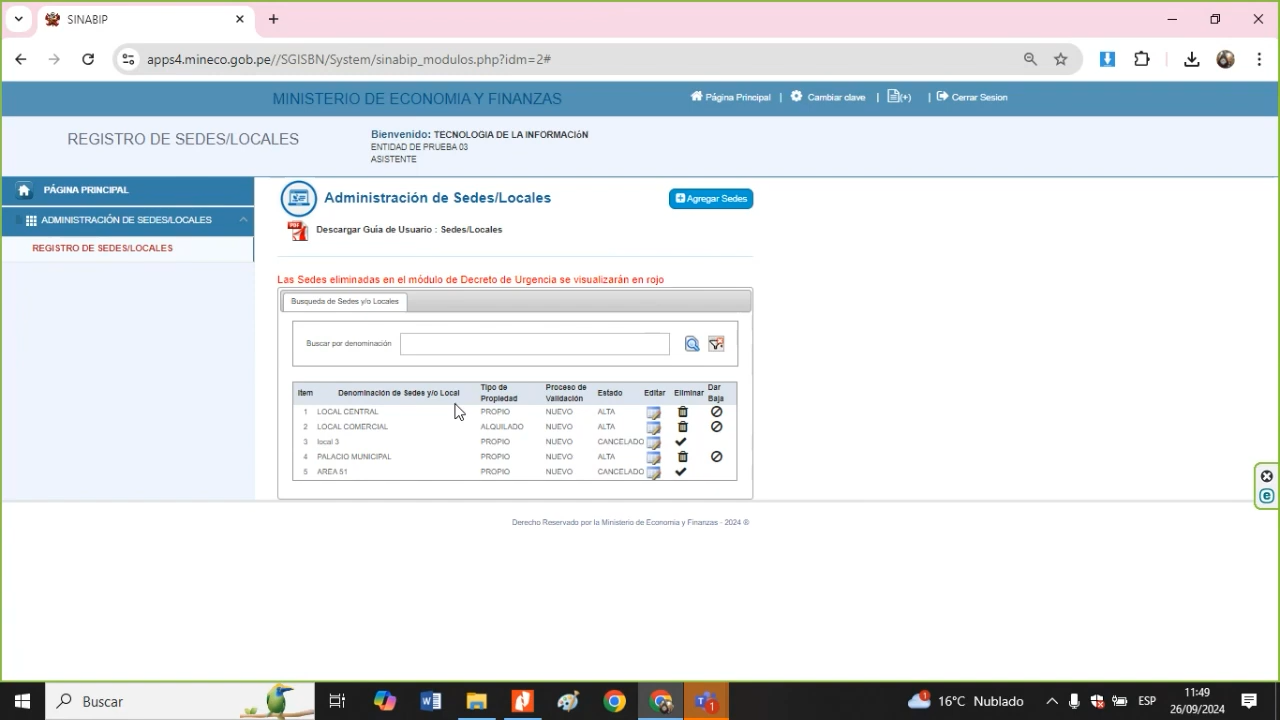 SINABIP
apps4.mineco.gob.pe//SGISBN/System/sinabip_modulos.php?idm=2#
MINISTERIO DE ECONOMIA Y FINANZAS
Página Principal | Cambiar clave | (+) | Cerrar Sesion
REGISTRO DE SEDES/LOCALES
Bienvenido: TECNOLOGIA DE LA INFORMACIóN
ENTIDAD DE PRUEBA 03
ASISTENTE
PÁGINA PRINCIPAL
ADMINISTRACIÓN DE SEDES/LOCALES
REGISTRO DE SEDES/LOCALES
Administración de Sedes/Locales
Agregar Sedes
PDF
Descargar Guía de Usuario : Sedes/Locales
Las Sedes eliminadas en el módulo de Decreto de Urgencia se visualizarán en rojo
Busqueda de Sedes y/o Locales
Buscar por denominación
Item Denominación de Sedes y/o Local Tipo de Propiedad Proceso de Validación Estado Editar Eliminar Dar Baja
1 LOCAL CENTRAL PROPIO NUEVO ALTA
2 LOCAL COMERCIAL ALQUILADO NUEVO ALTA
3 local 3 PROPIO NUEVO CANCELADO
4 PALACIO MUNICIPAL PROPIO NUEVO ALTA
5 AREA 51 PROPIO NUEVO CANCELADO
Derecho Reservado por la Ministerio de Economia y Finanzas - 2024 ®
Buscar
1
1
16°C Nublado
ESP
11:49
26/09/2024